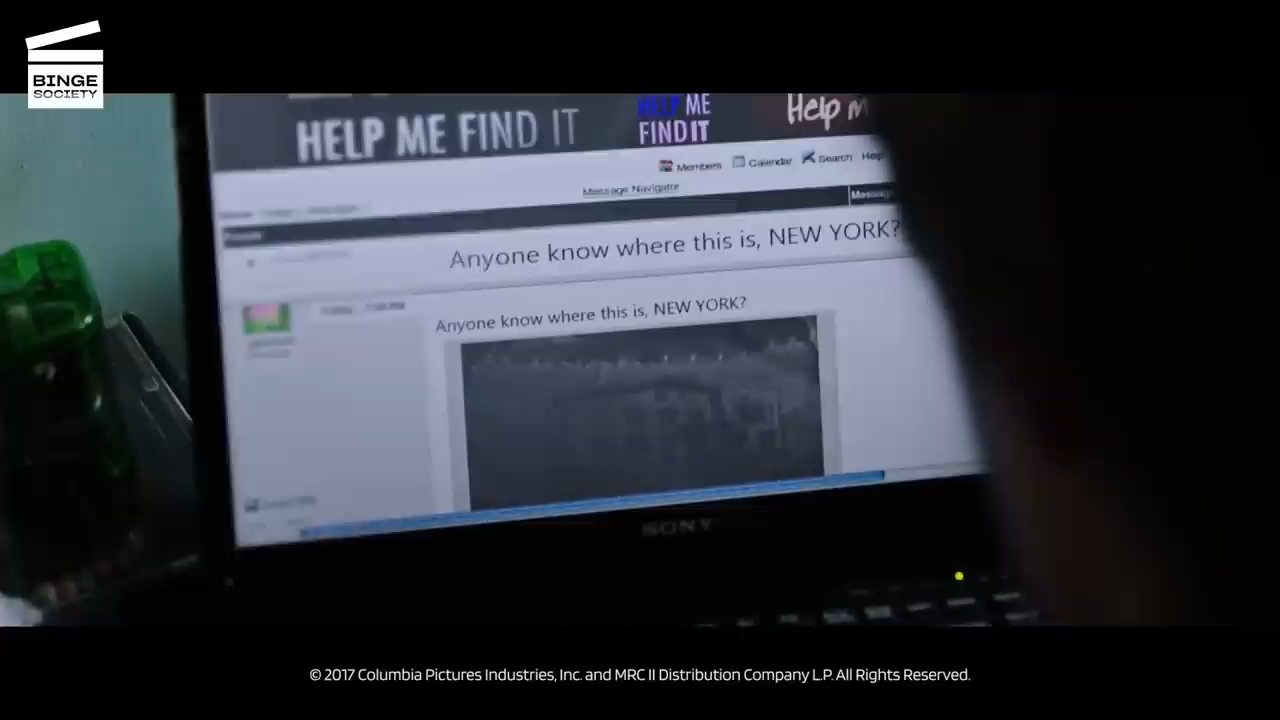 BINGE
SOCIETY
HELP ME FIND IT
HELP ME
FIND IT
Help m
Members
Calendar
Search
Help
Message Navigator
Messag
Anyone know where this is, NEW YORK?
Anyone know where this is, NEW YORK?
SONY
© 2017 Columbia Pictures Industries, Inc. and MRC II Distribution Company L.P. All Rights Reserved.